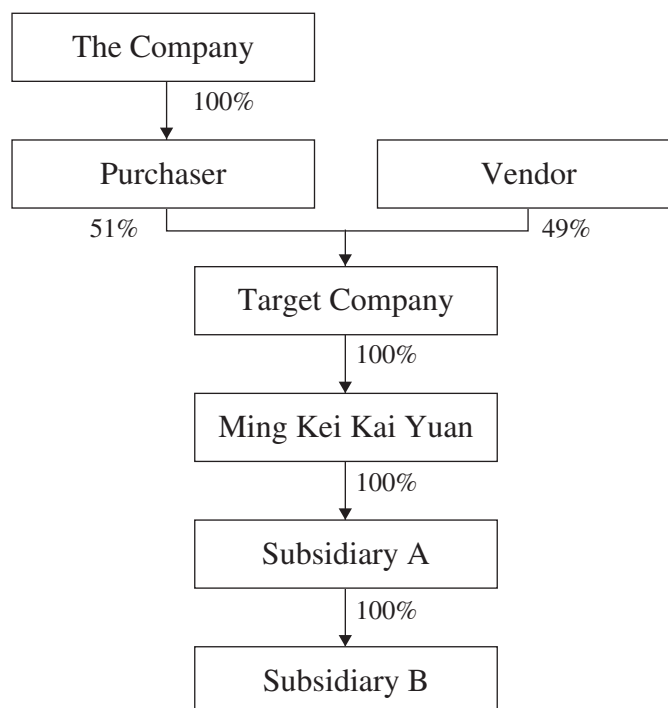 The Company
100%
Purchaser
Vendor
51%
49%
Target Company
100%
Ming Kei Kai Yuan
100%
Subsidiary A
100%
Subsidiary B